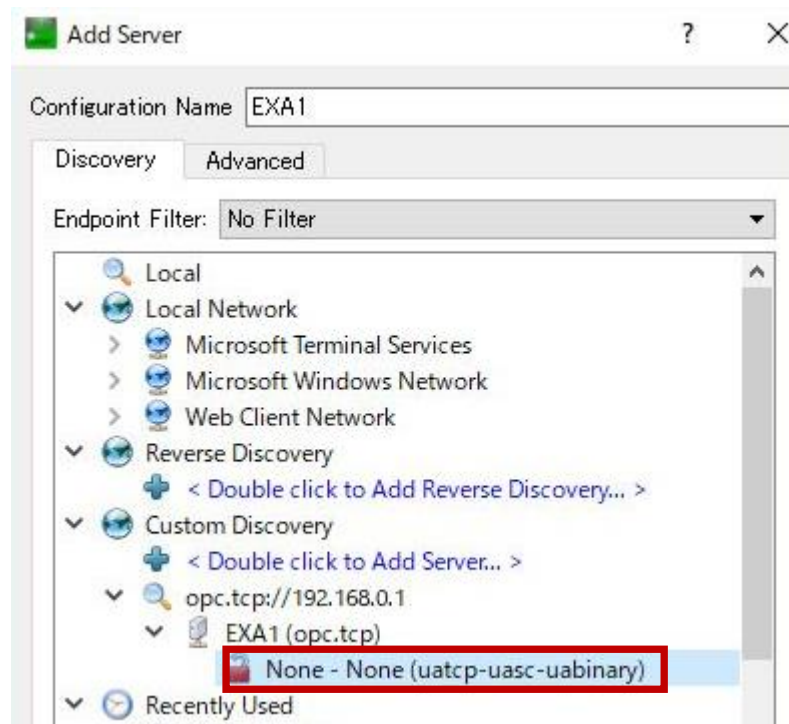 Add Server ?
Configuration Name EXA1
Discovery Advanced
Endpoint Filter: No Filter
Local
Local Network
Microsoft Terminal Services
Microsoft Windows Network
Web Client Network
Reverse Discovery
< Double click to Add Reverse Discovery... >
Custom Discovery
< Double click to Add Server... >
opc.tcp://192.168.0.1
EXA1 (opc.tcp)
None - None (uatcp-uasc-uabinary)
Recently Used